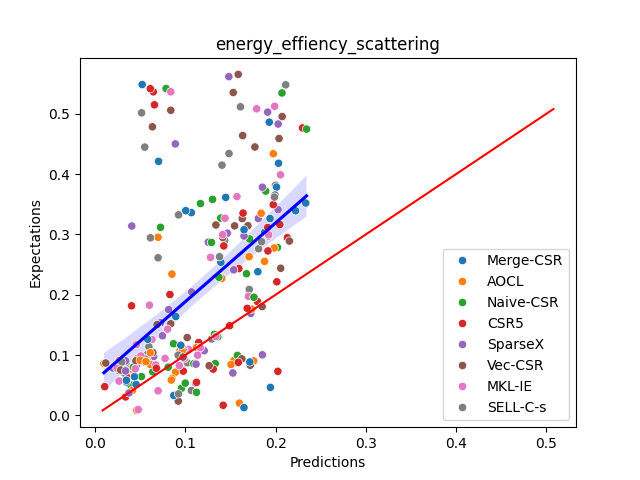 energy_effiency_scattering
Expectations
0.5
0.4
0.3
0.2
0.1
0.0
0.0 0.1 0.2 0.3 0.4 0.5
Predictions
Merge-CSR
AOCL
Naive-CSR
CSR5
SparseX
Vec-CSR
MKL-IE
SELL-C-s